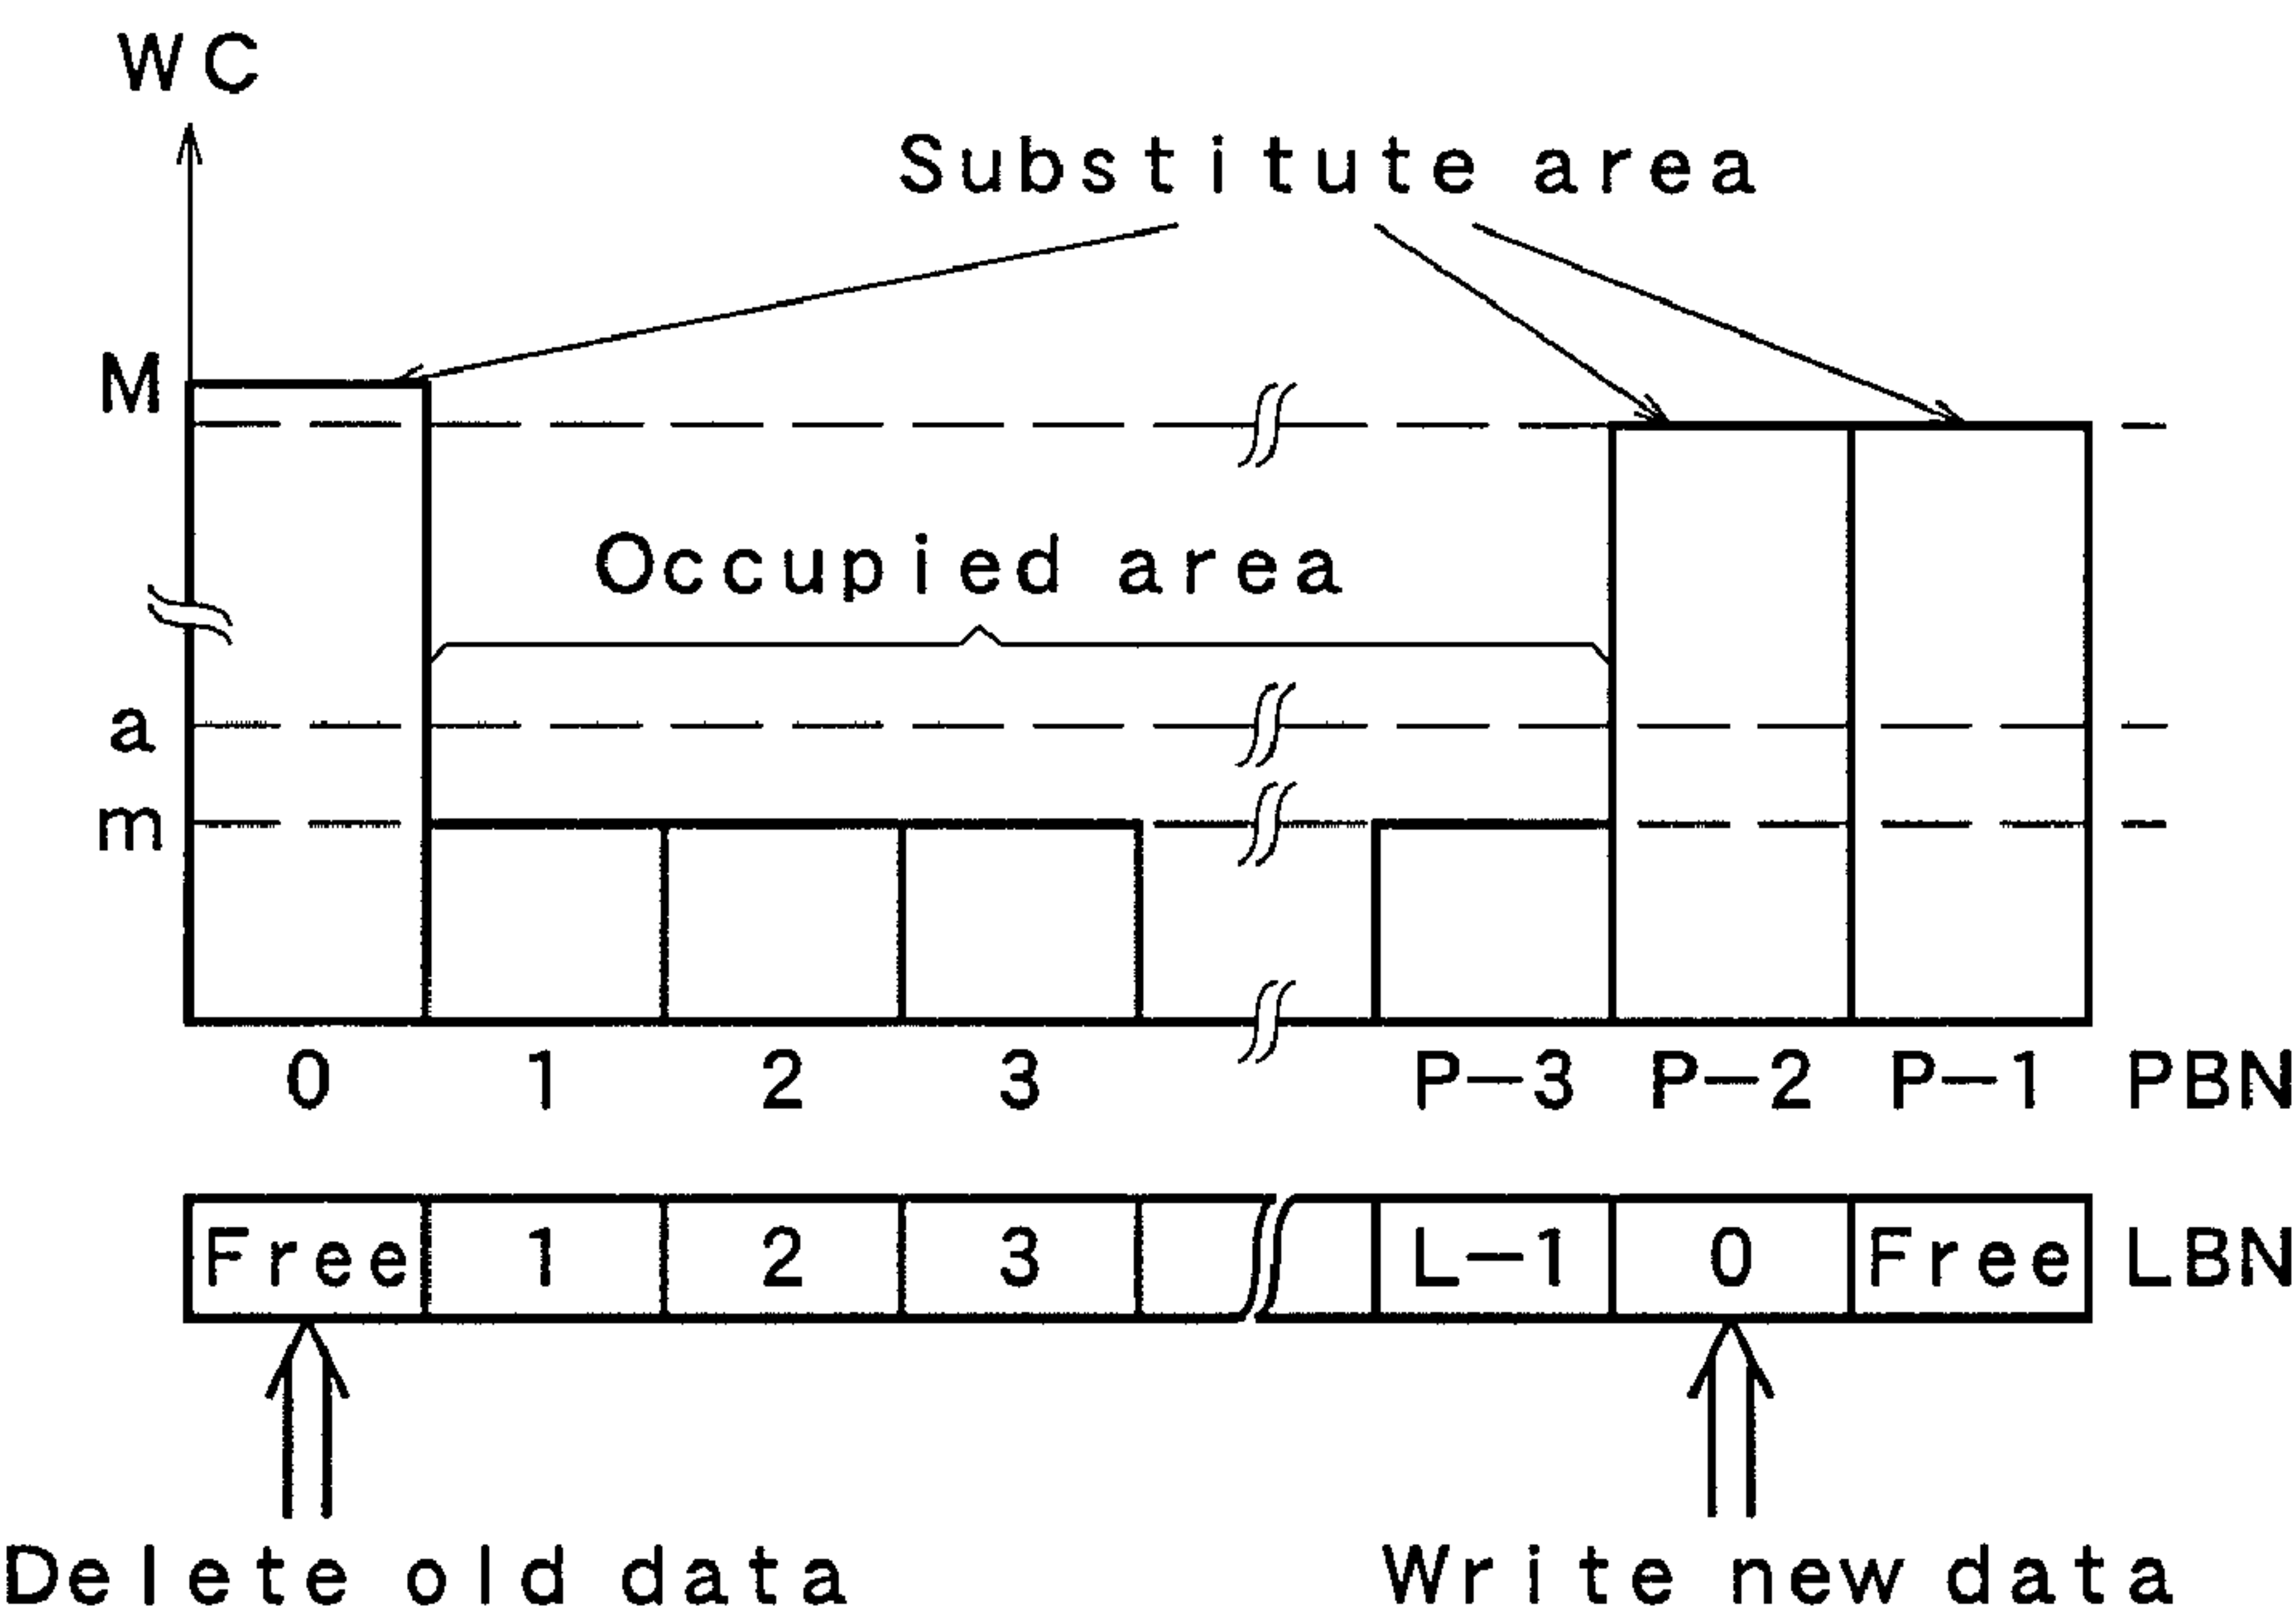 WC
Substitute area
M
Occupied area
a
m
0 1 2 3 P-3 P-2 P-1 PBN
Free 1 2 3 L-1 0 Free LBN
Delete old data Write new data